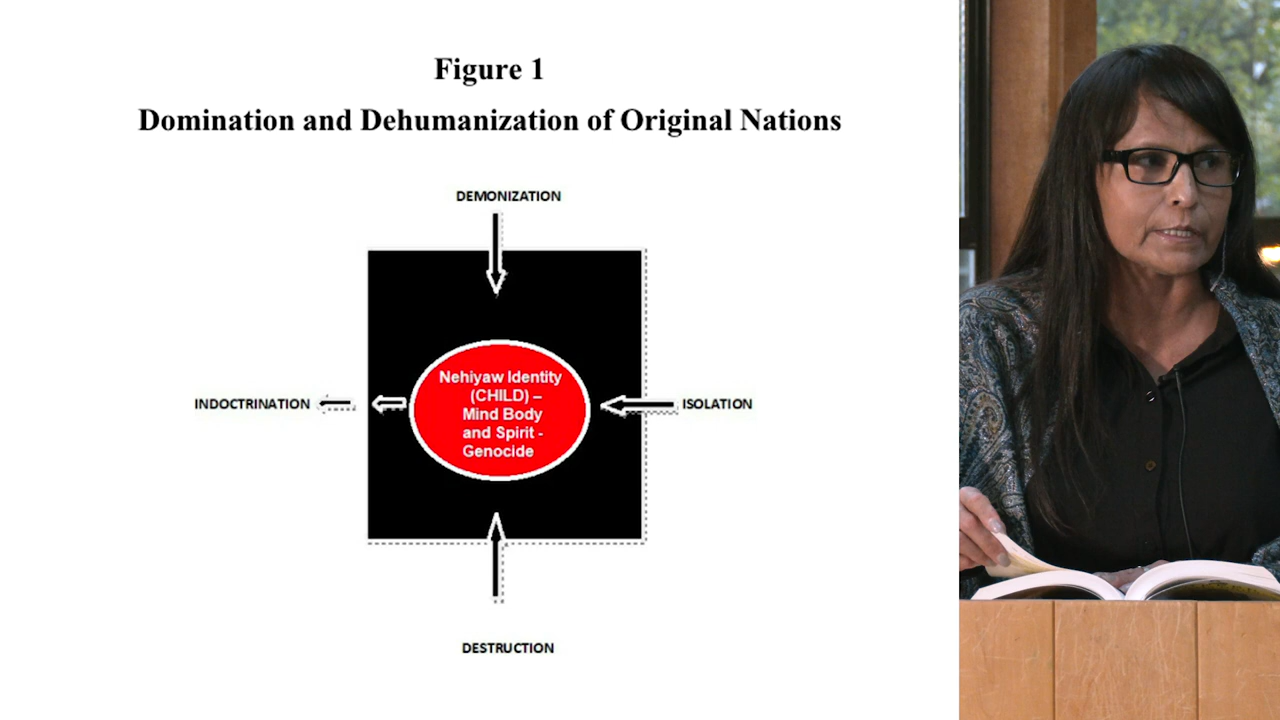 Figure 1
Domination and Dehumanization of Original Nations
DEMONIZATION
Nehiyaw Identity
(CHILD) –
Mind Body
and Spirit -
Genocide
INDOCTRINATION
ISOLATION
DESTRUCTION